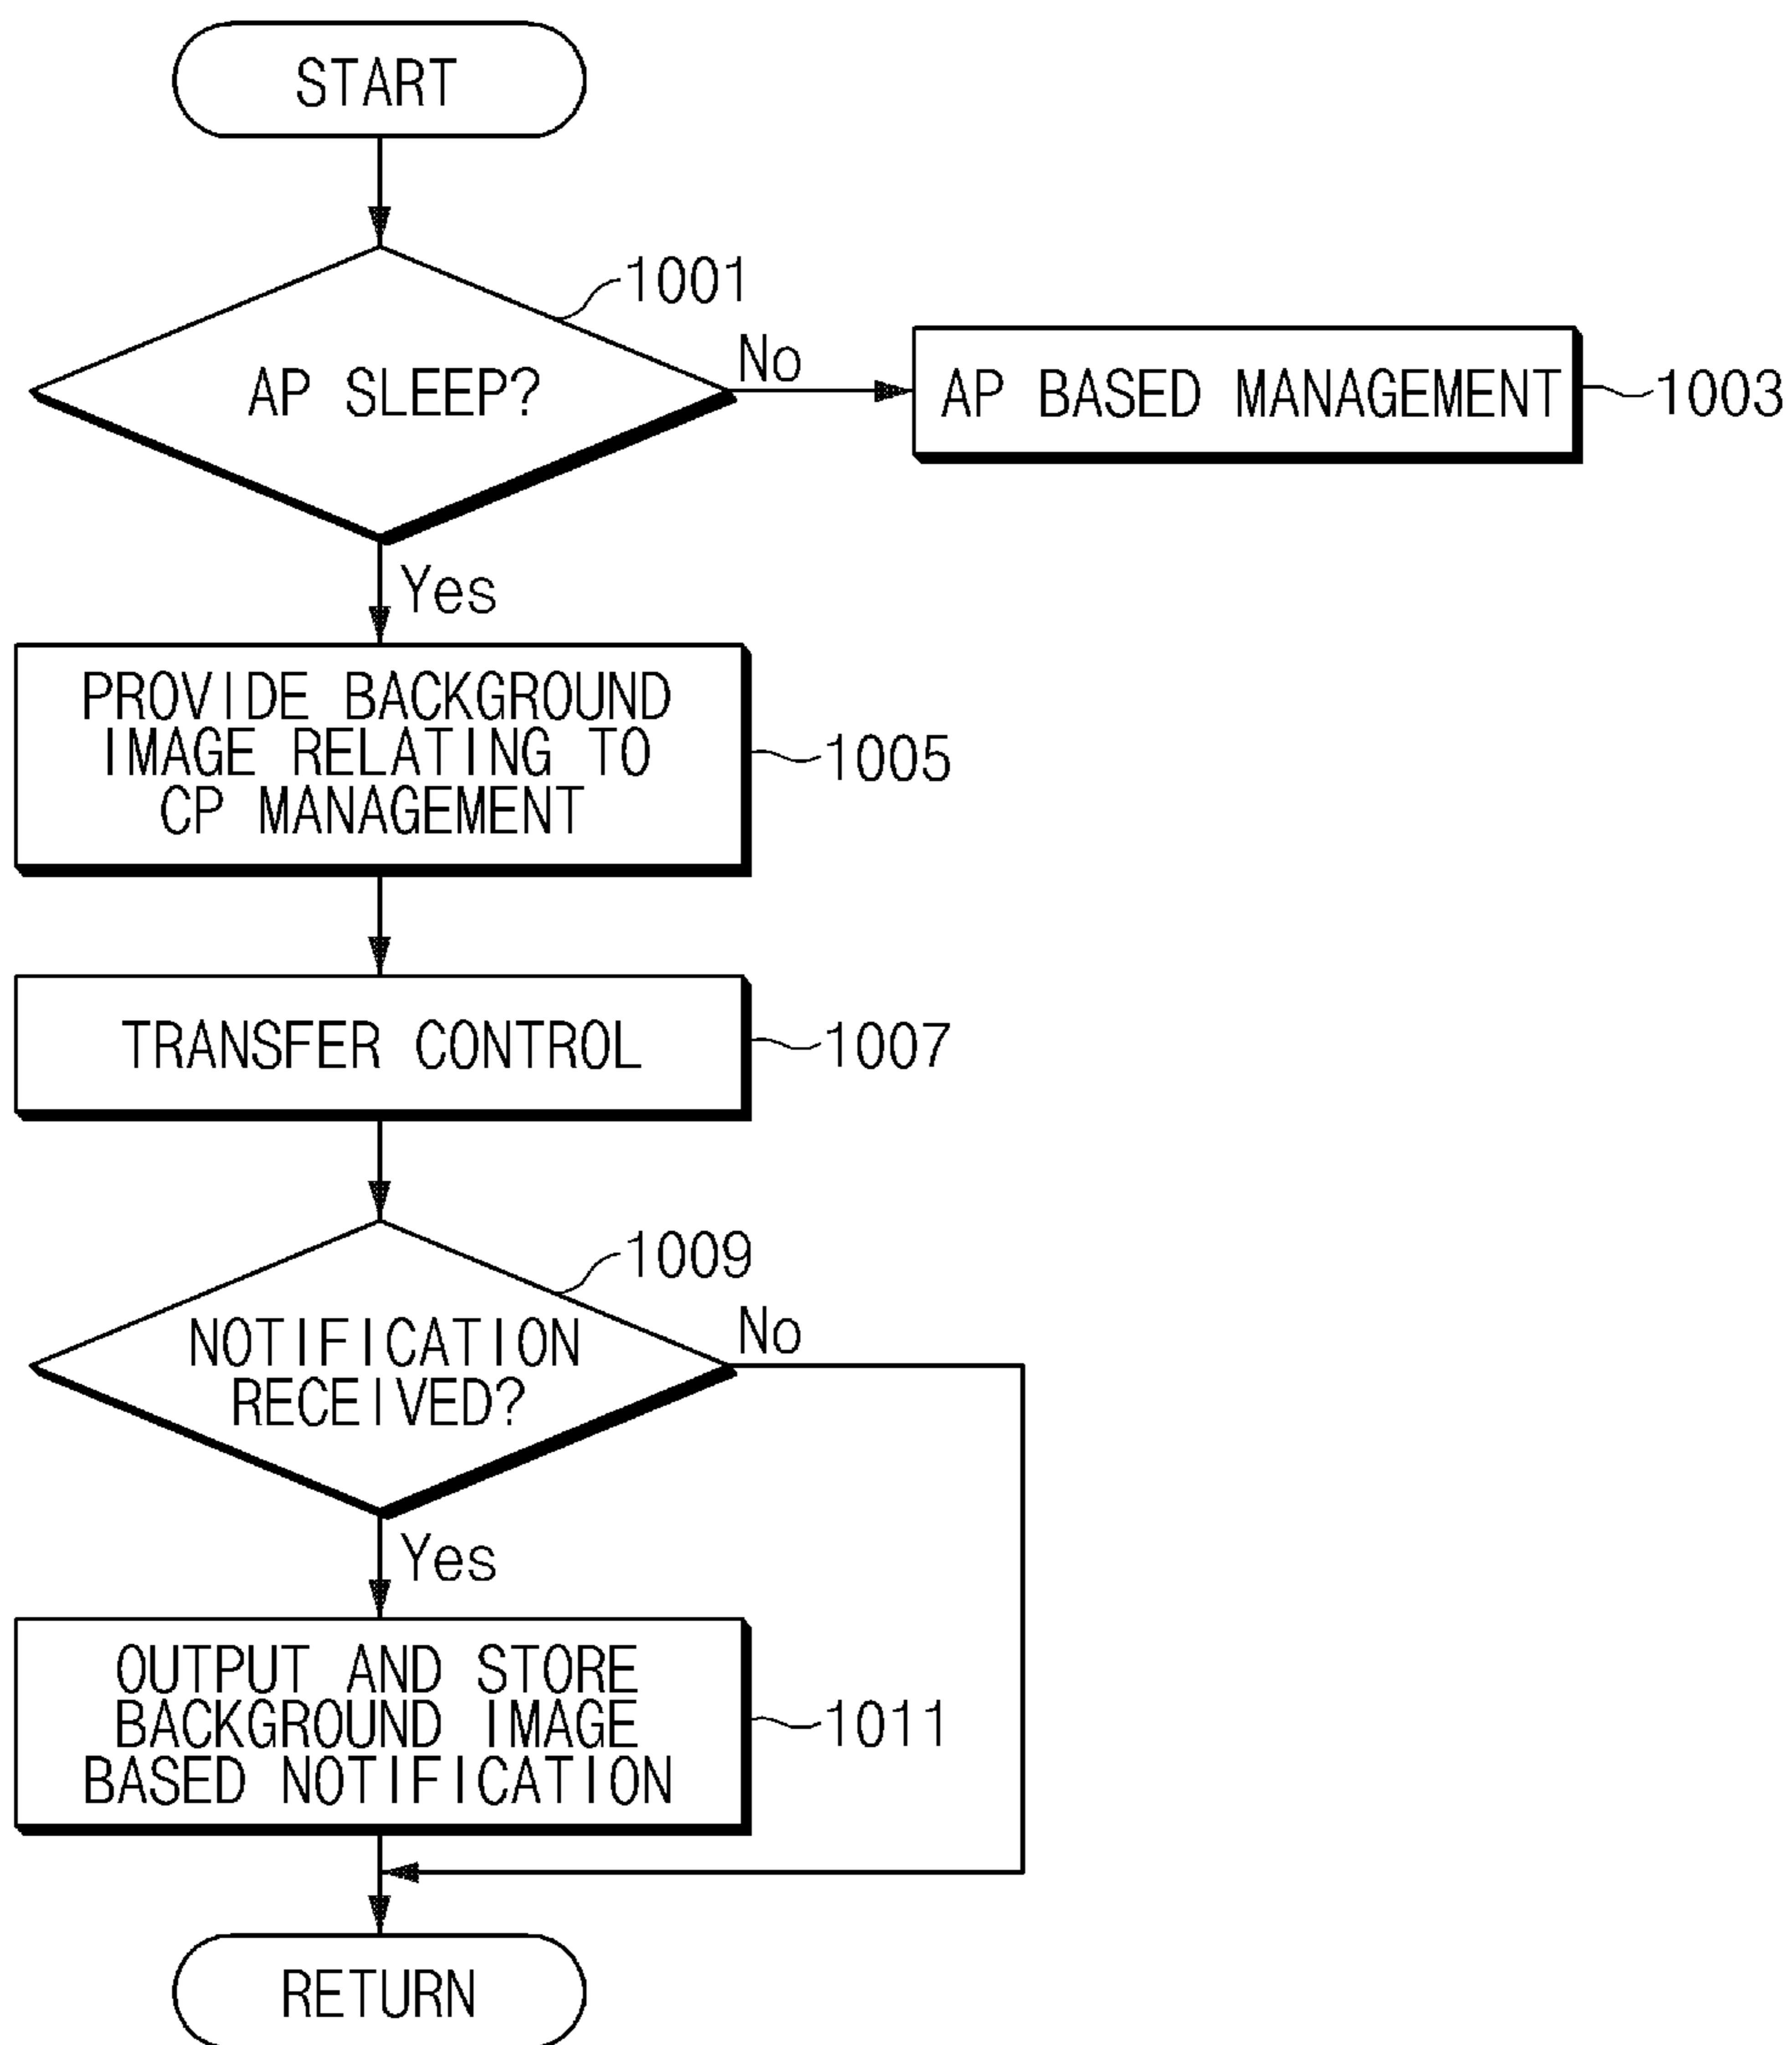 START
1001
AP SLEEP?
No
AP BASED MANAGEMENT
1003
Yes
PROVIDE BACKGROUND
IMAGE RELATING TO
CP MANAGEMENT
1005
TRANSFER CONTROL
1007
1009
NOTIFICATION
RECEIVED?
No
Yes
OUTPUT AND STORE
BACKGROUND IMAGE
BASED NOTIFICATION
1011
RETURN